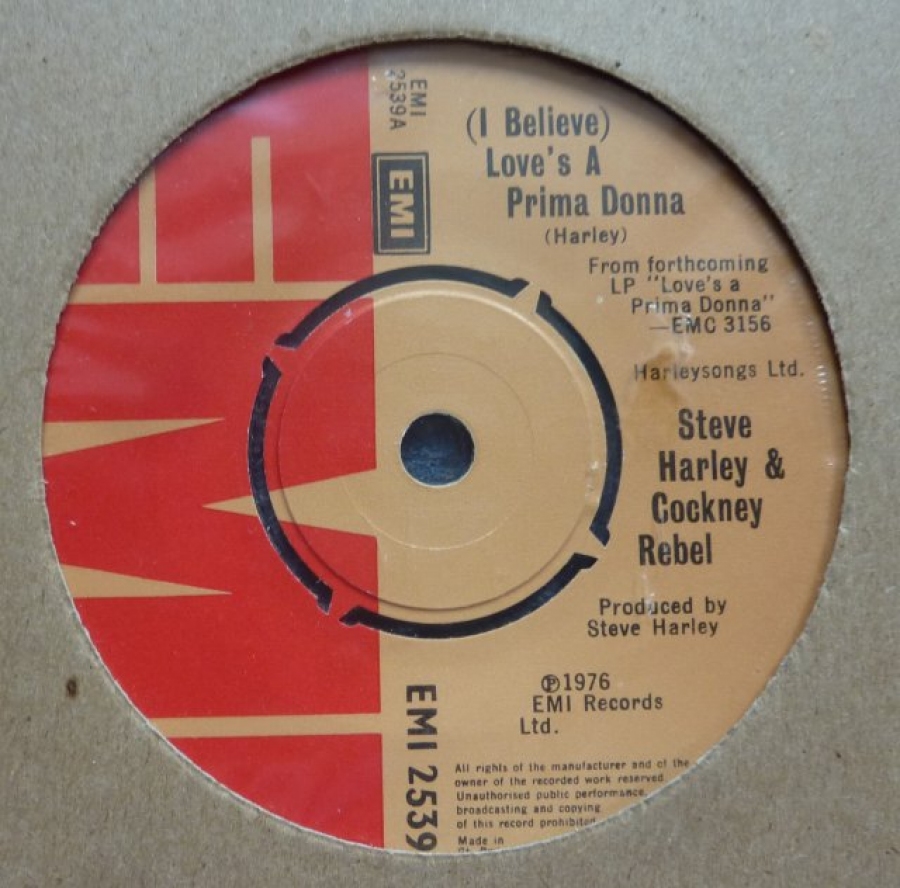 EMI
2539A
EMI
(I Believe)
Love's A
Prima Donna
(Harley)
From forthcoming
LP "Love's a
Prima Donna"
—EMC 3156
Harleysongs Ltd.
Steve
Harley &
Cockney
Rebel
Produced by
Steve Harley
℗1976
EMI Records
Ltd.
EMI 2539
All rights of the manufacturer and of the
owner of the recorded work reserved
Unauthorised public performance,
broadcasting and copying
of this record prohibited
Made in